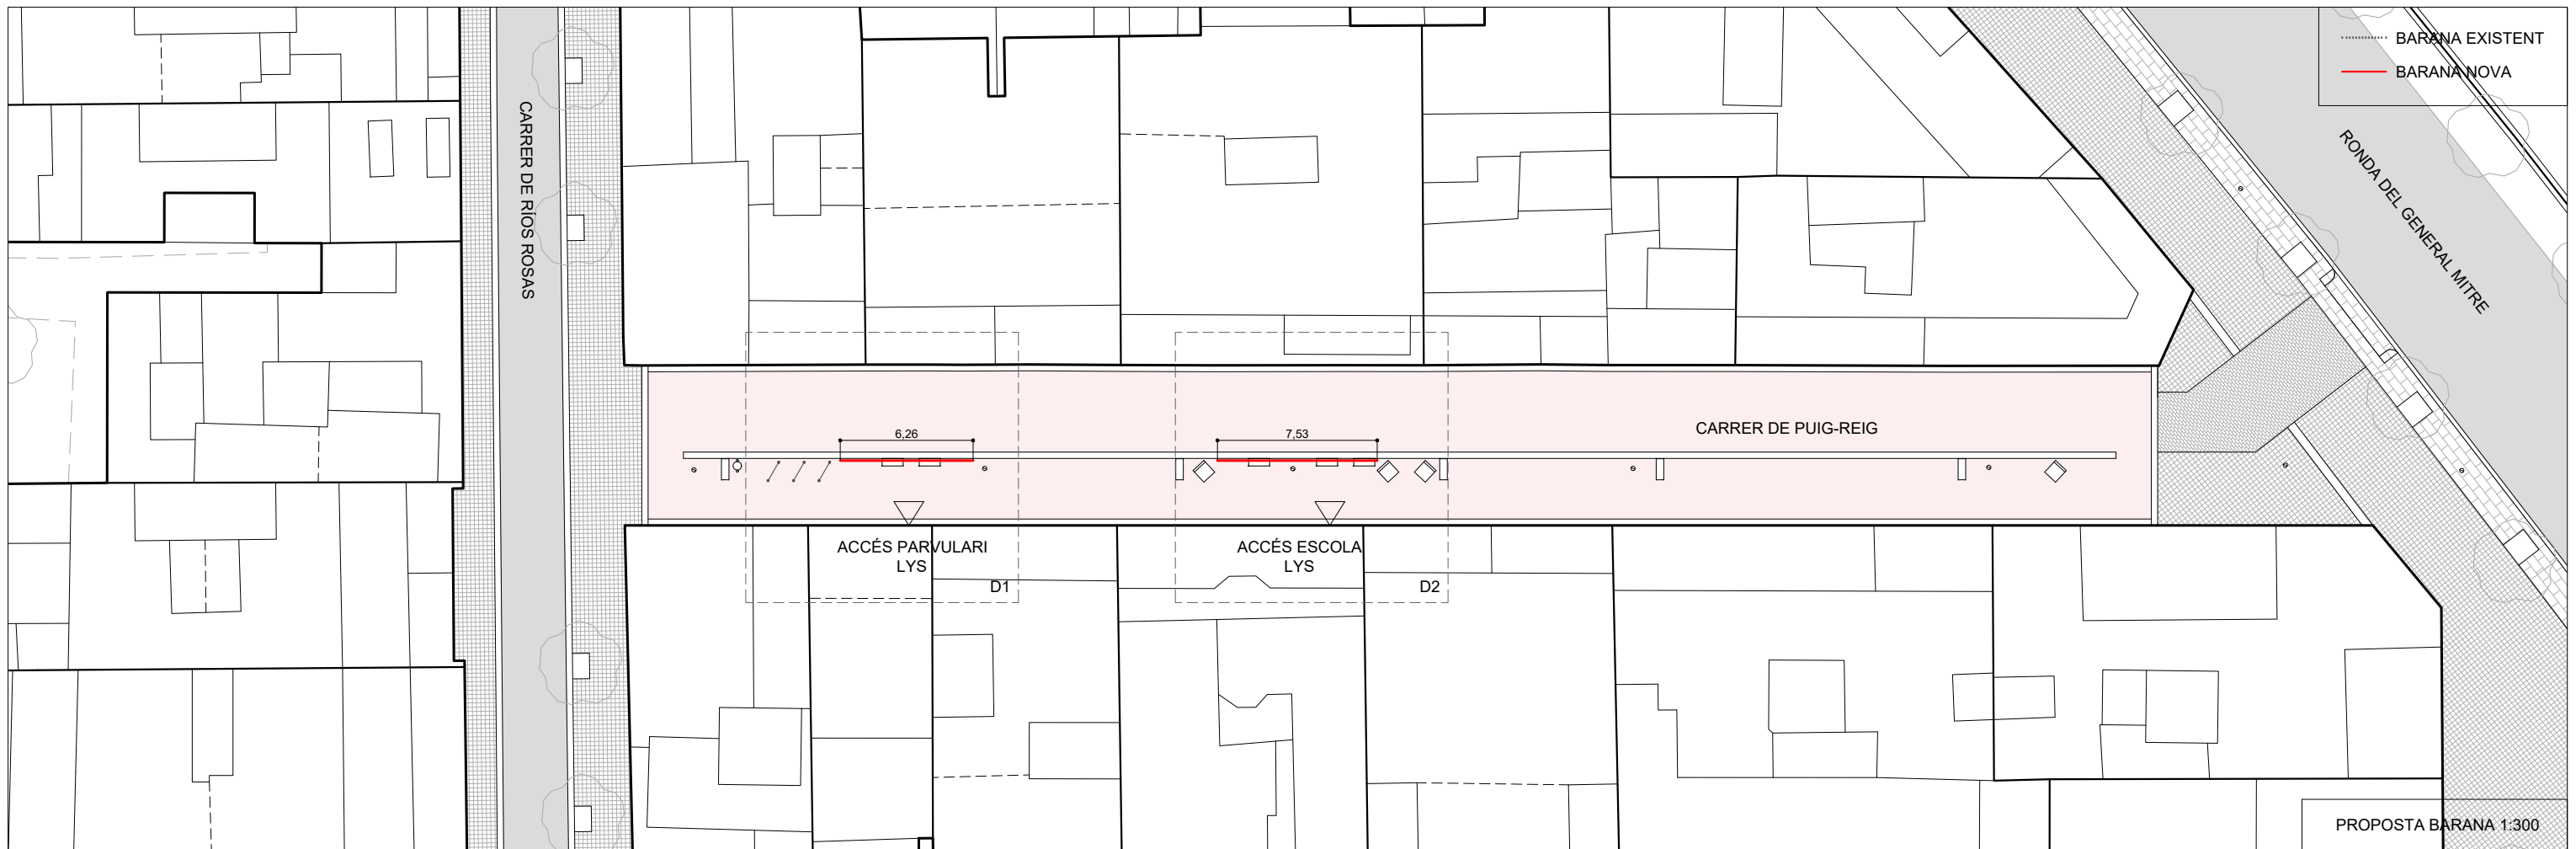 BARANA EXISTENT
BARANA NOVA
CARRER DE RÍOS ROSAS
RONDA DEL GENERAL MITRE
CARRER DE PUIG-REIG
6,26
7,53
ACCÉS PARVULARI
LYS
D1
ACCÉS ESCOLA
LYS
D2
PROPOSTA BARANA 1:300